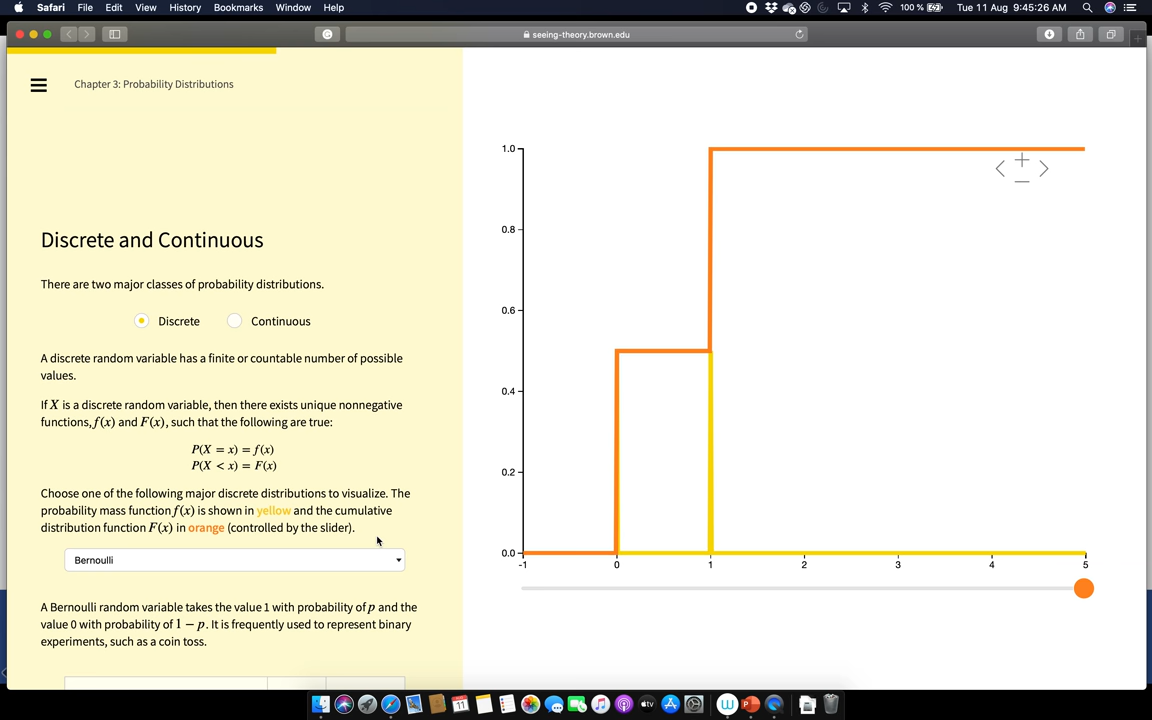 Safari File Edit View History Bookmarks Window Help 100 % Tue 11 Aug 9:45:26 AM
seeing-theory.brown.edu
Chapter 3: Probability Distributions
Discrete and Continuous
There are two major classes of probability distributions.
Discrete Continuous
A discrete random variable has a finite or countable number of possible
values.
If X is a discrete random variable, then there exists unique nonnegative
functions, f(x) and F(x), such that the following are true:
P(X = x) = f(x)
P(X < x) = F(x)
Choose one of the following major discrete distributions to visualize. The
probability mass function f(x) is shown in yellow and the cumulative
distribution function F(x) in orange (controlled by the slider).
Bernoulli
A Bernoulli random variable takes the value 1 with probability of p and the
value 0 with probability of 1 − p. It is frequently used to represent binary
experiments, such as a coin toss.
1.0
0.8
0.6
0.4
0.2
0.0
-1 0 1 2 3 4 5